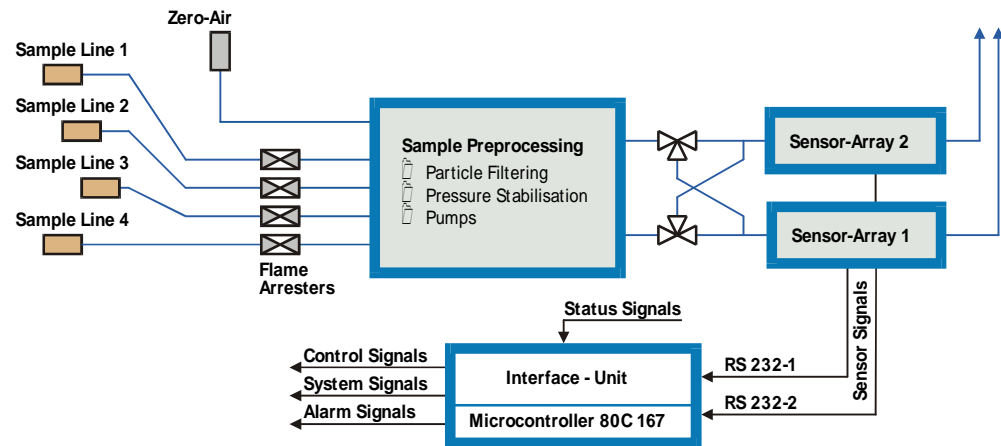 Zero-Air
Sample Line 1
Sample Line 2
Sample Line 3
Sample Line 4
Flame
Arresters
Sample Preprocessing
Particle Filtering
Pressure Stabilisation
Pumps
Sensor-Array 2
Sensor-Array 1
Sensor Signals
Status Signals
Control Signals
System Signals
Alarm Signals
Interface - Unit
Microcontroller 80C 167
RS 232-1
RS 232-2